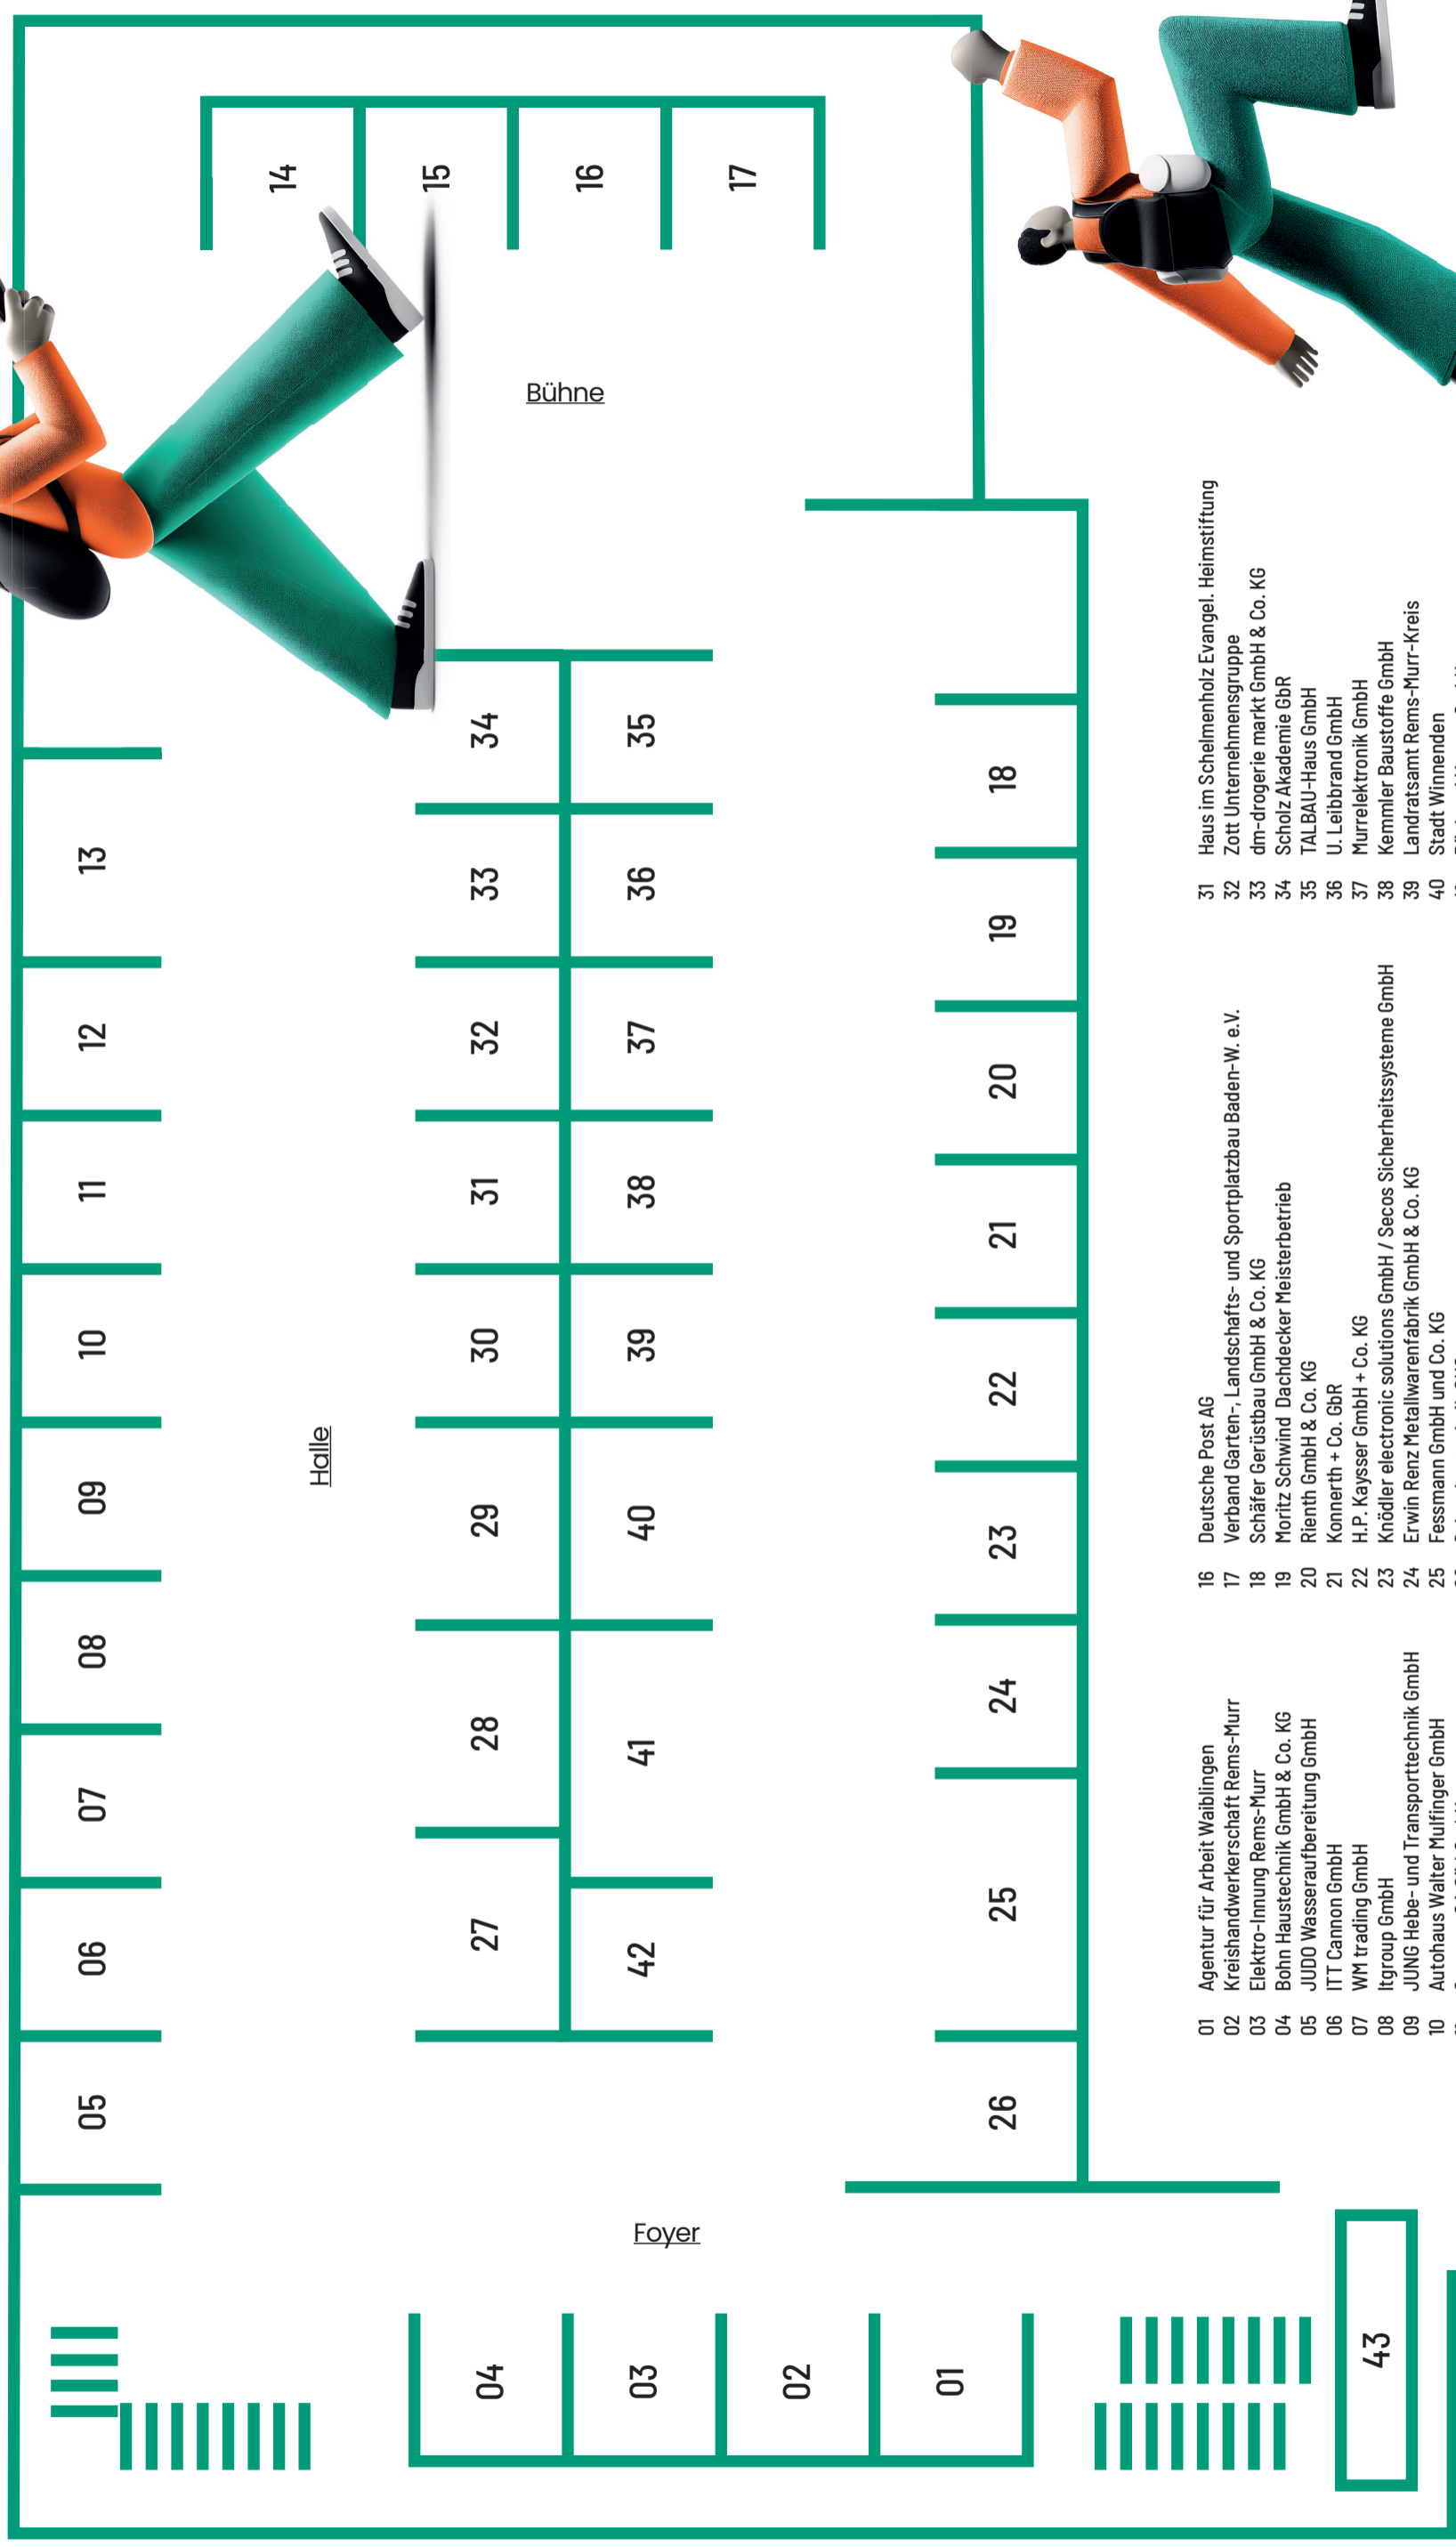 14
15
16
17
Bühne
13
12
11
10
09
08
07
06
05
Halle
34
33
32
31
30
29
28
27
35
36
37
38
39
40
41
42
18
19
20
21
22
23
24
25
26
Foyer
04
03
02
01
43
01 Agentur für Arbeit Waiblingen
02 Kreishandwerkerschaft Rems-Murr
03 Elektro-Innung Rems-Murr
04 Bohn Haustechnik GmbH & Co. KG
05 JUDO Wasseraufbereitung GmbH
06 ITT Cannon GmbH
07 WM trading GmbH
08 Itgroup GmbH
09 JUNG Hebe- und Transporttechnik GmbH
10 Autohaus Walter Mulfinger GmbH
16 Deutsche Post AG
17 Verband Garten-, Landschafts- und Sportplatzbau Baden-W. e.V.
18 Schäfer Gerüstbau GmbH & Co. KG
19 Moritz Schwind Dachdecker Meisterbetrieb
20 Rienth GmbH & Co. KG
21 Konnerth + Co. GbR
22 H.P. Kaysser GmbH + Co. KG
23 Knödler electronic solutions GmbH / Secos Sicherheitssysteme GmbH
24 Erwin Renz Metallwarenfabrik GmbH & Co. KG
25 Fessmann GmbH und Co. KG
31 Haus im Schelmenholz Evangel. Heimstiftung
32 Zott Unternehmensgruppe
33 dm-drogerie markt GmbH & Co. KG
34 Scholz Akademie GbR
35 TALBAU-Haus GmbH
36 U. Leibbrand GmbH
37 Murrelektronik GmbH
38 Kemmler Baustoffe GmbH
39 Landratsamt Rems-Murr-Kreis
40 Stadt Winnenden